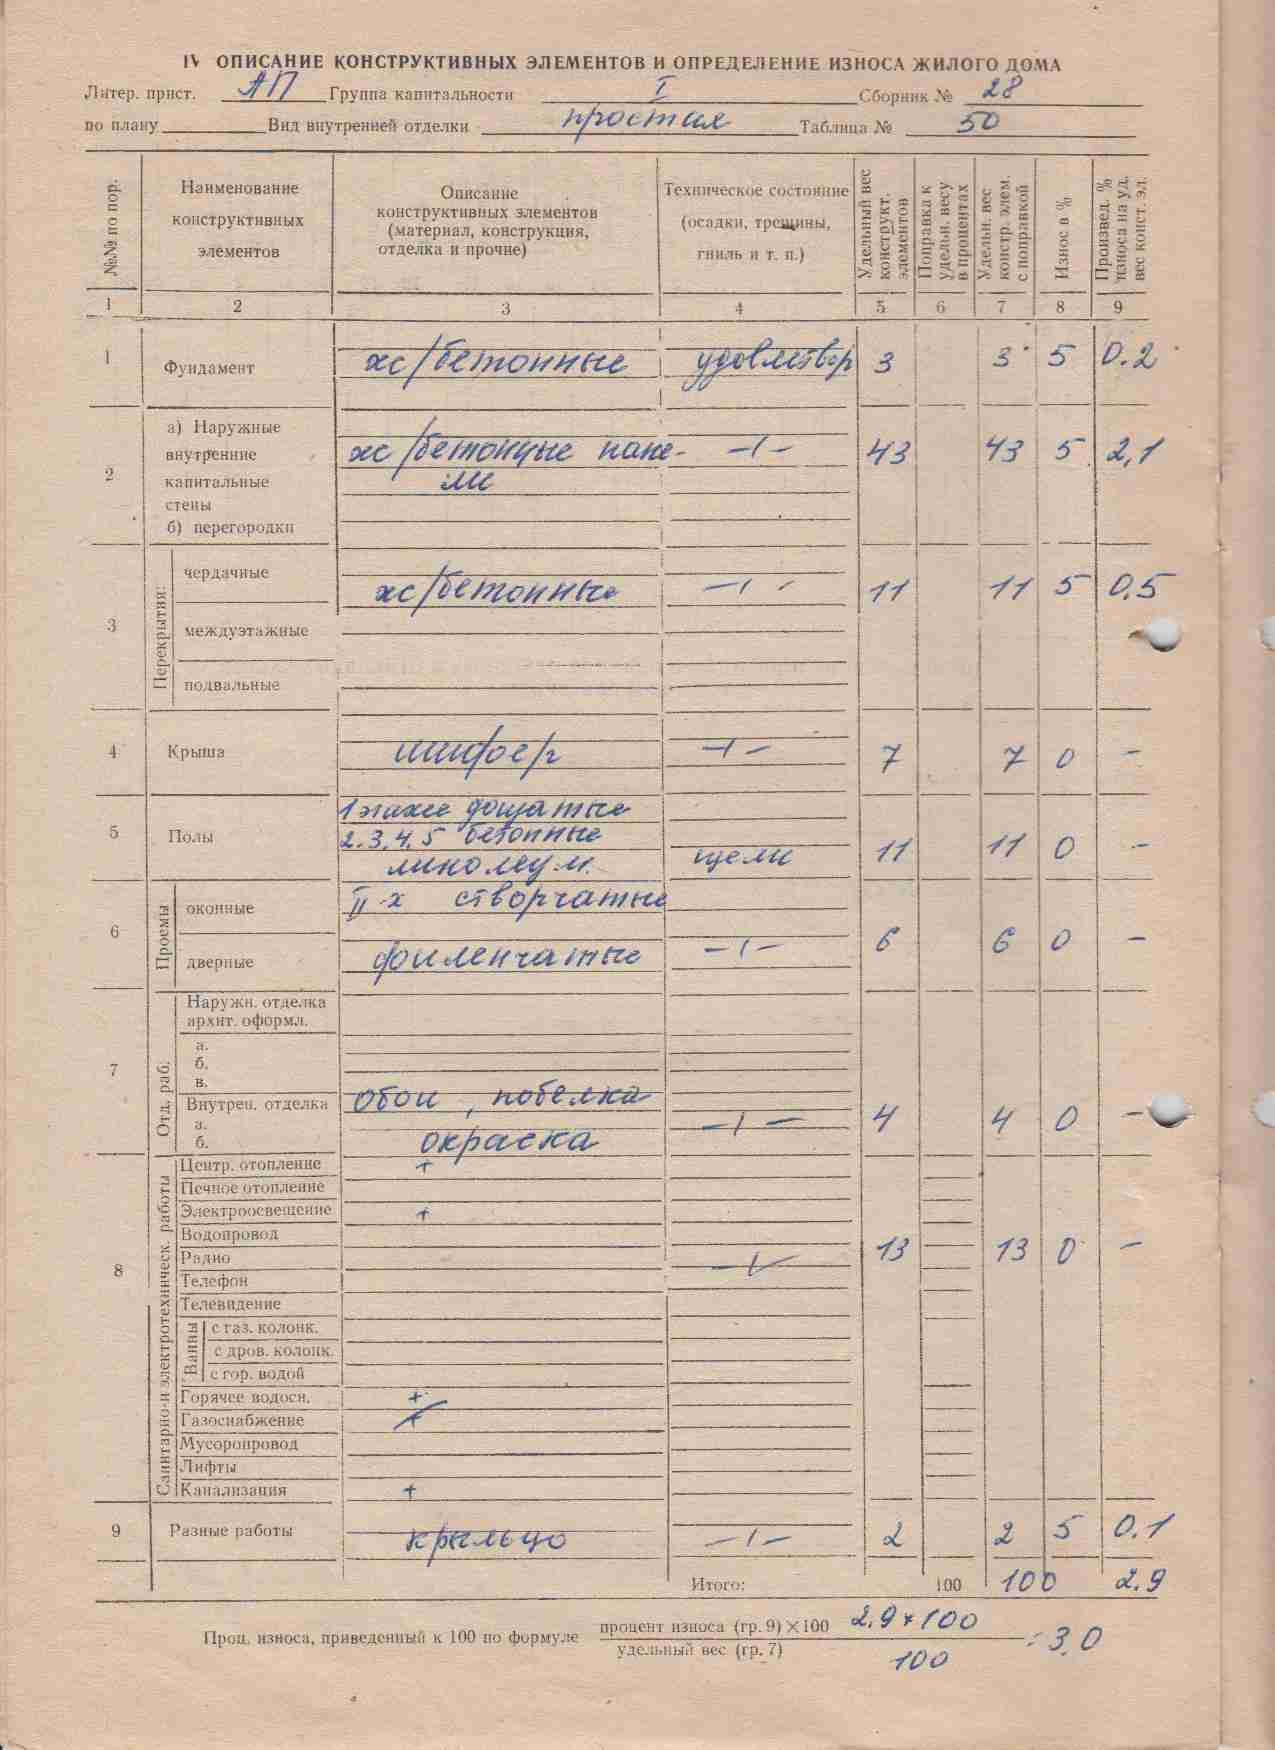 IV ОПИСАНИЕ КОНСТРУКТИВНЫХ ЭЛЕМЕНТОВ И ОПРЕДЕЛЕНИЕ ИЗНОСА ЖИЛОГО ДОМА
Литер. прист. АП Группа капитальности I Сборник № 28
по плану Вид внутренней отделки простая Таблица № 50
№№ по пор.
Наименование
конструктивных
элементов
Описание
конструктивных элементов
(материал, конструкция,
отделка и прочие)
Техническое состояние
(осадки, трещины,
гниль и т. п.)
Удельный вес
конструкт.
элементов
Поправка к
удельн. весу
в процентах
Удельн. вес
констр. элем.
с поправкой
Износ в %
Произвед. %
износа на уд.
вес конст. эл.
1 2 3 4 5 6 7 8 9
1 Фундамент ж/бетонные удовлетвор 3 3 5 0.2
2 а) Наружные
внутренние ж/бетонные пане- -"- 43 43 5 2,1
капитальные ли
стены
б) перегородки
3 Перекрытия:
чердачные ж/бетонные -"- 11 11 5 0.5
междуэтажные
подвальные
4 Крыша шифер -"- 7 7 0 -
1 этаже дощатые
5 Полы 2.3.4.5 бетонные
линолеум. щели 11 11 0 -
6 Проемы
оконные II-х створчатые
дверные филенчатые -"- 6 6 0 -
7 Отд. раб.
Наружн. отделка
архит. оформл.
а.
б.
в.
Внутрен. отделка обои, побелка
а. -"- 4 4 0 -
б. окраска
8 Санитарно-и электротехническ. работы
Центр. отопление +
Печное отопление
Электроосвещение +
Водопровод
Радио -"- 13 13 0 -
Телефон
Телевидение
Ванны
с газ. колонк.
с дров. колонк.
с гор. водой
Горячее водосн. +
Газоснабжение +
Мусоропровод
Лифты
Канализация +
9 Разные работы крыльцо -"- 2 2 5 0.1
Итого: 100 100 2.9
Проц. износа, приведенный к 100 по формуле процент износа (гр. 9)×100 2.9 × 100
удельный вес (гр. 7) 100 = 3.0